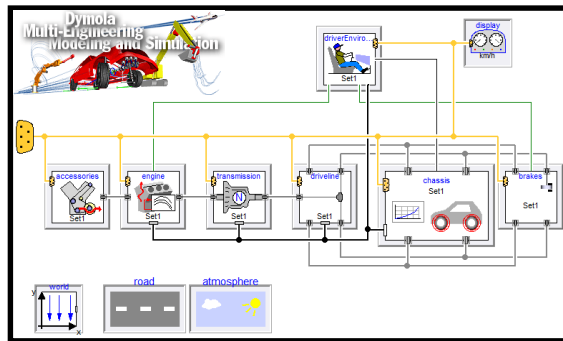 Dymola
Multi-Engineering
Modeling and Simulation
driverEnviro...
Set1
display
km/h
accessories
Set1
engine
Set1
transmission
N
Set1
driveline
Set1
chassis
Set1
brakes
Set1
world
y
x
road
atmosphere